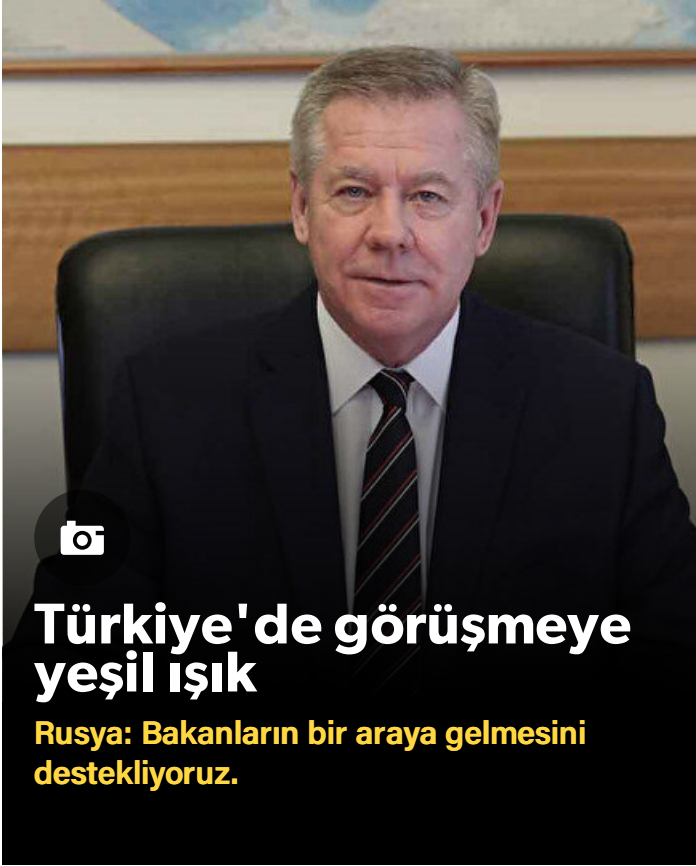 Türkiye'de görüşmeye
yeşil ışık
Rusya: Bakanların bir araya gelmesini
destekliyoruz.